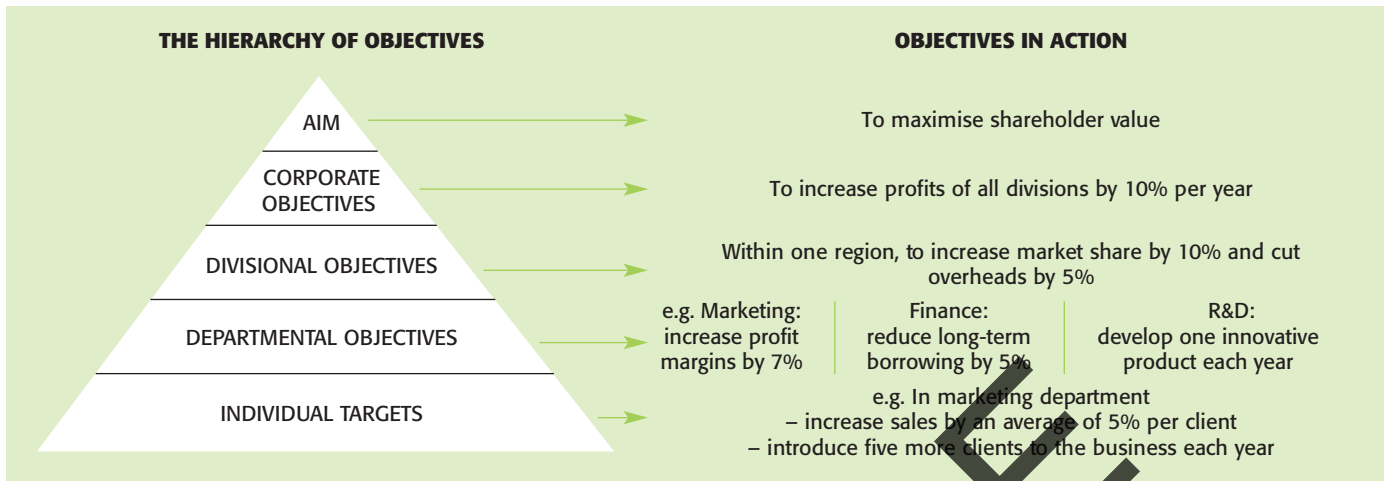 THE HIERARCHY OF OBJECTIVES
OBJECTIVES IN ACTION
AIM
To maximise shareholder value
CORPORATE
OBJECTIVES
To increase profits of all divisions by 10% per year
DIVISIONAL OBJECTIVES
Within one region, to increase market share by 10% and cut
overheads by 5%
DEPARTMENTAL OBJECTIVES
e.g. Marketing:
increase profit
margins by 7%
Finance:
reduce long-term
borrowing by 5%
R&D:
develop one innovative
product each year
INDIVIDUAL TARGETS
e.g. In marketing department
– increase sales by an average of 5% per client
– introduce five more clients to the business each year